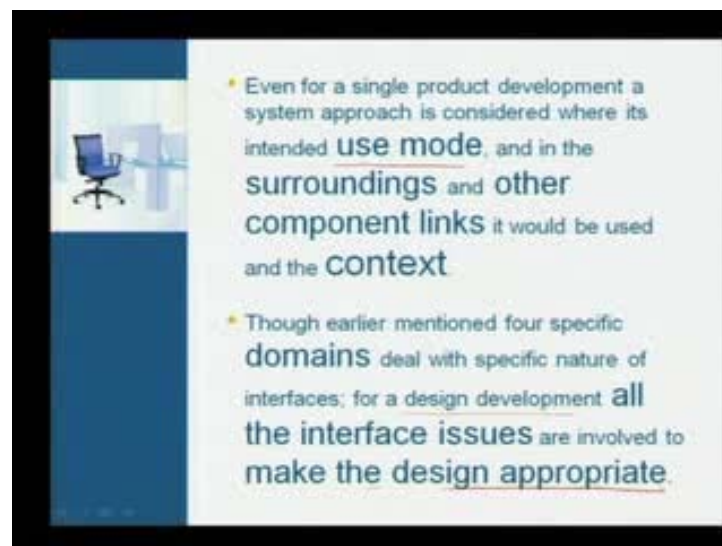 Even for a single product development a
system approach is considered where its
intended use mode, and in the
surroundings and other
component links it would be used
and the context.
Though earlier mentioned four specific
domains deal with specific nature of
interfaces; for a design development all
the interface issues are involved to
make the design appropriate.